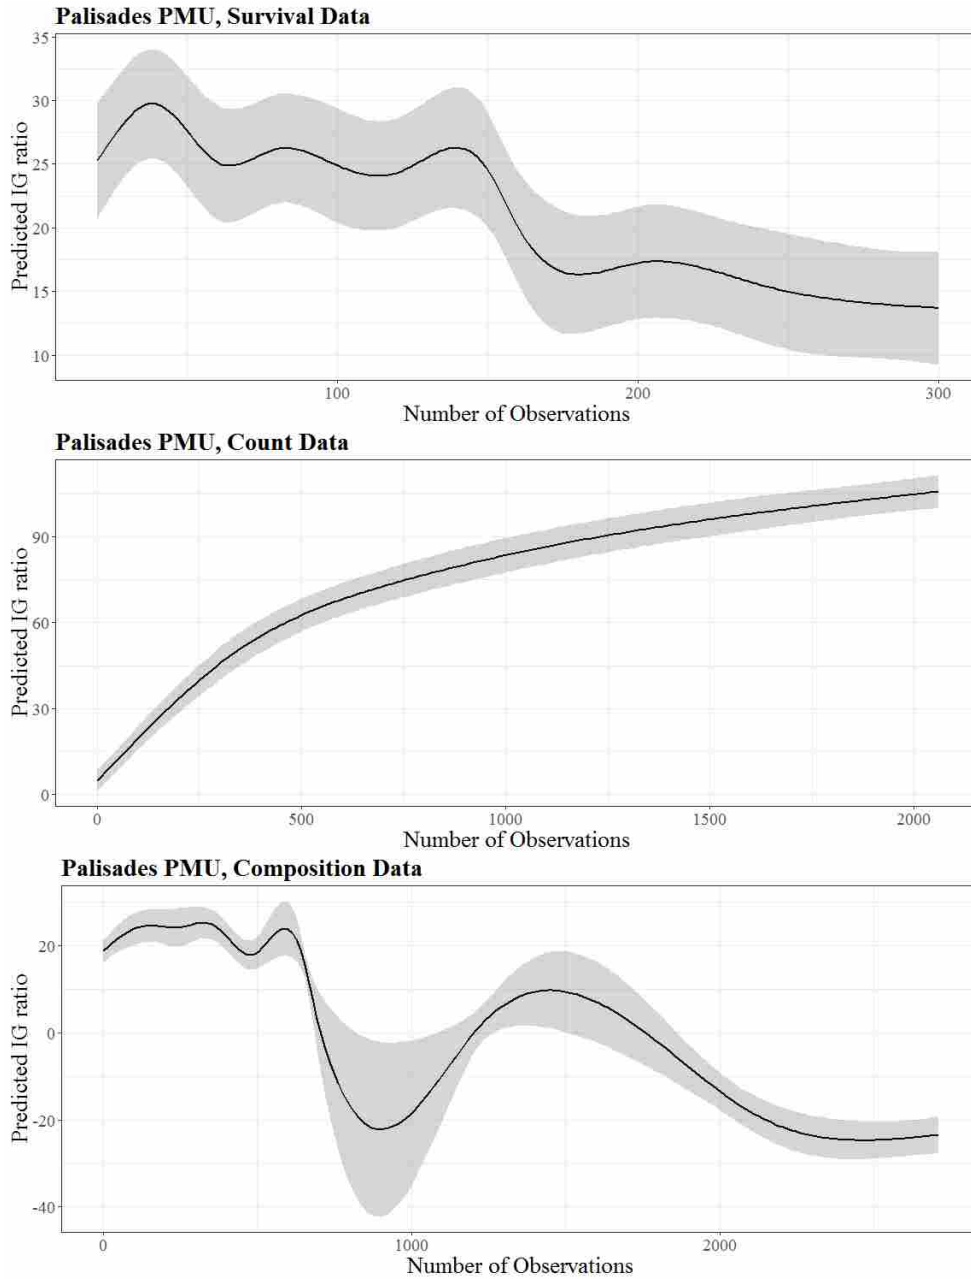 Palisades PMU, Survival Data
35
30
25
20
15
10
Predicted IG ratio
100
200
300
Number of Observations
Palisades PMU, Count Data
90
60
30
0
Predicted IG ratio
0
500
1000
1500
2000
Number of Observations
Palisades PMU, Composition Data
20
0
-20
-40
Predicted IG ratio
0
1000
2000
Number of Observations